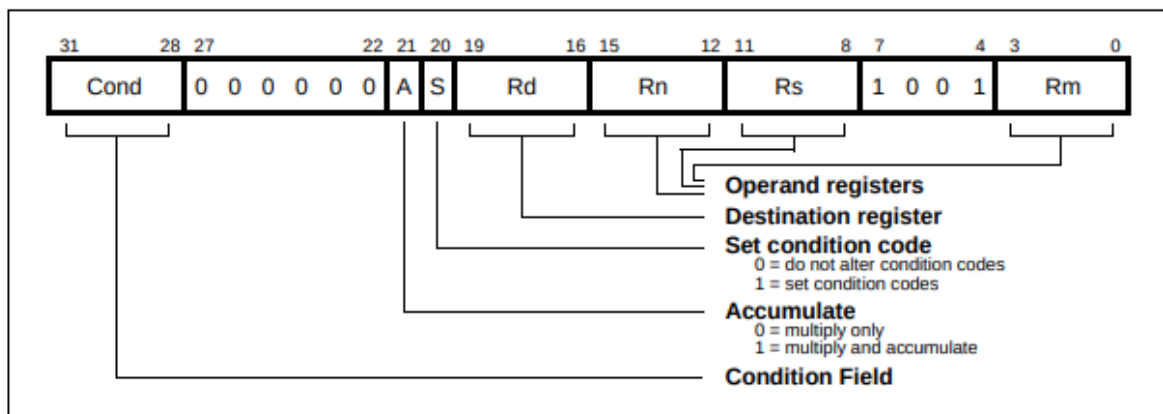 31 28 27 22 21 20 19 16 15 12 11 8 7 4 3 0
Cond 0 0 0 0 0 0 A S Rd Rn Rs 1 0 0 1 Rm
Operand registers
Destination register
Set condition code
0 = do not alter condition codes
1 = set condition codes
Accumulate
0 = multiply only
1 = multiply and accumulate
Condition Field